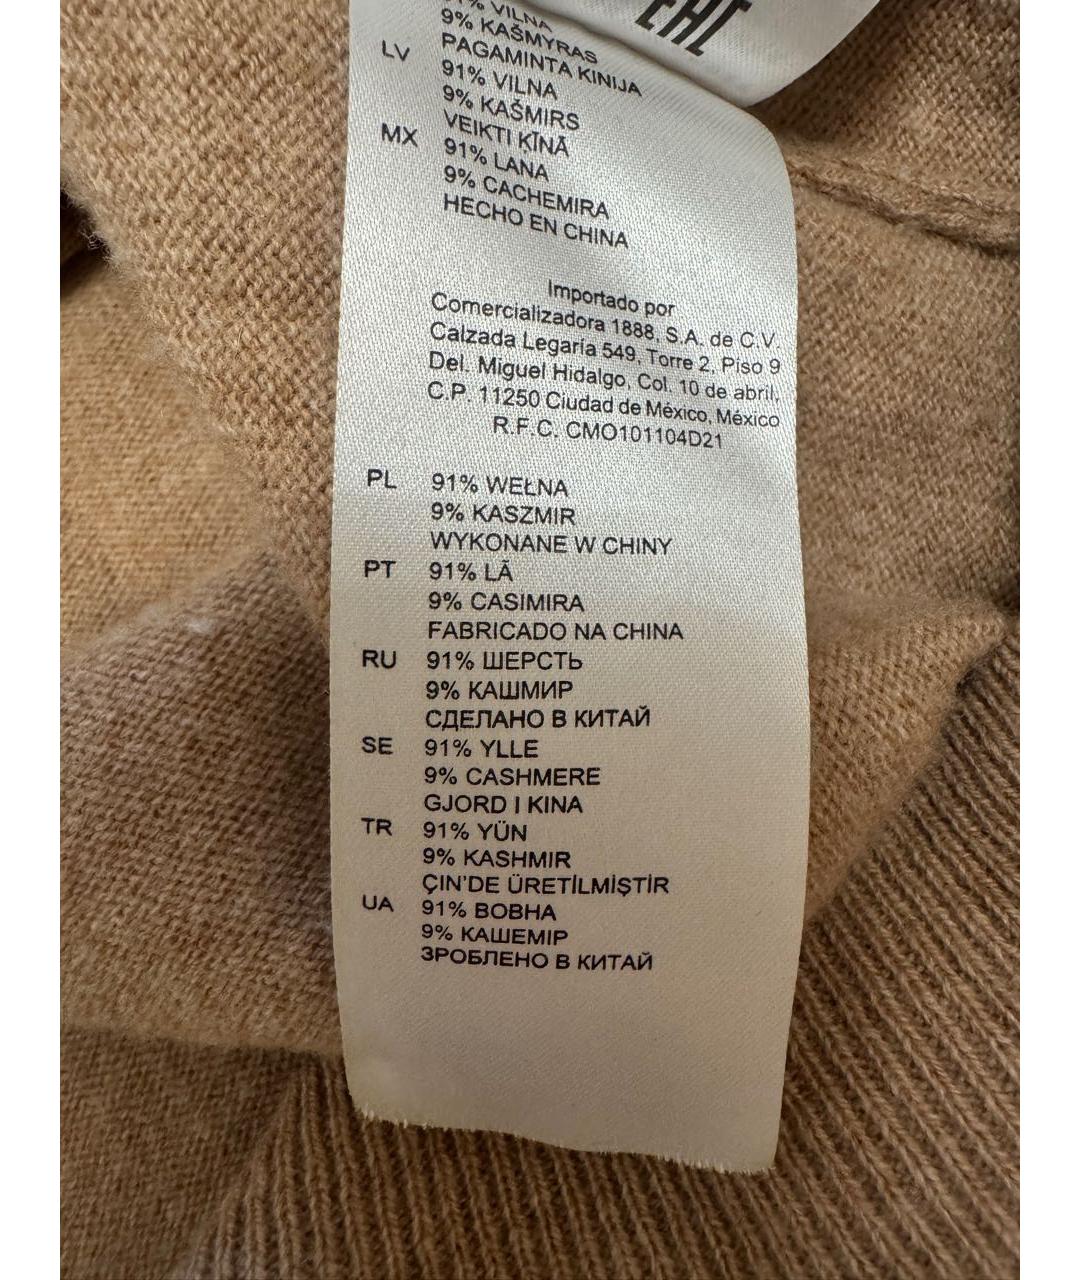 VILNA
9% KAŠMYRAS
PAGAMINTA KINIJA
LV 91% VILNA
9% KAŠMIRS
VEIKTI ĶĪNĀ
MX 91% LANA
9% CACHEMIRA
HECHO EN CHINA
Importado por
Comercializadora 1888, S.A. de C.V.
Calzada Legaria 549, Torre 2, Piso 9
Del. Miguel Hidalgo, Col. 10 de abril,
C.P. 11250 Ciudad de México, México
R.F.C. CMO101104D21
PL 91% WEŁNA
9% KASZMIR
WYKONANE W CHINY
PT 91% LÃ
9% CASIMIRA
FABRICADO NA CHINA
RU 91% ШЕРСТЬ
9% КАШМИР
СДЕЛАНО В КИТАЙ
SE 91% YLLE
9% CASHMERE
GJORD I KINA
TR 91% YÜN
9% KASHMIR
ÇIN'DE ÜRETİLMİŞTİR
UA 91% ВОВНА
9% КАШЕМІР
ЗРОБЛЕНО В КИТАЙ